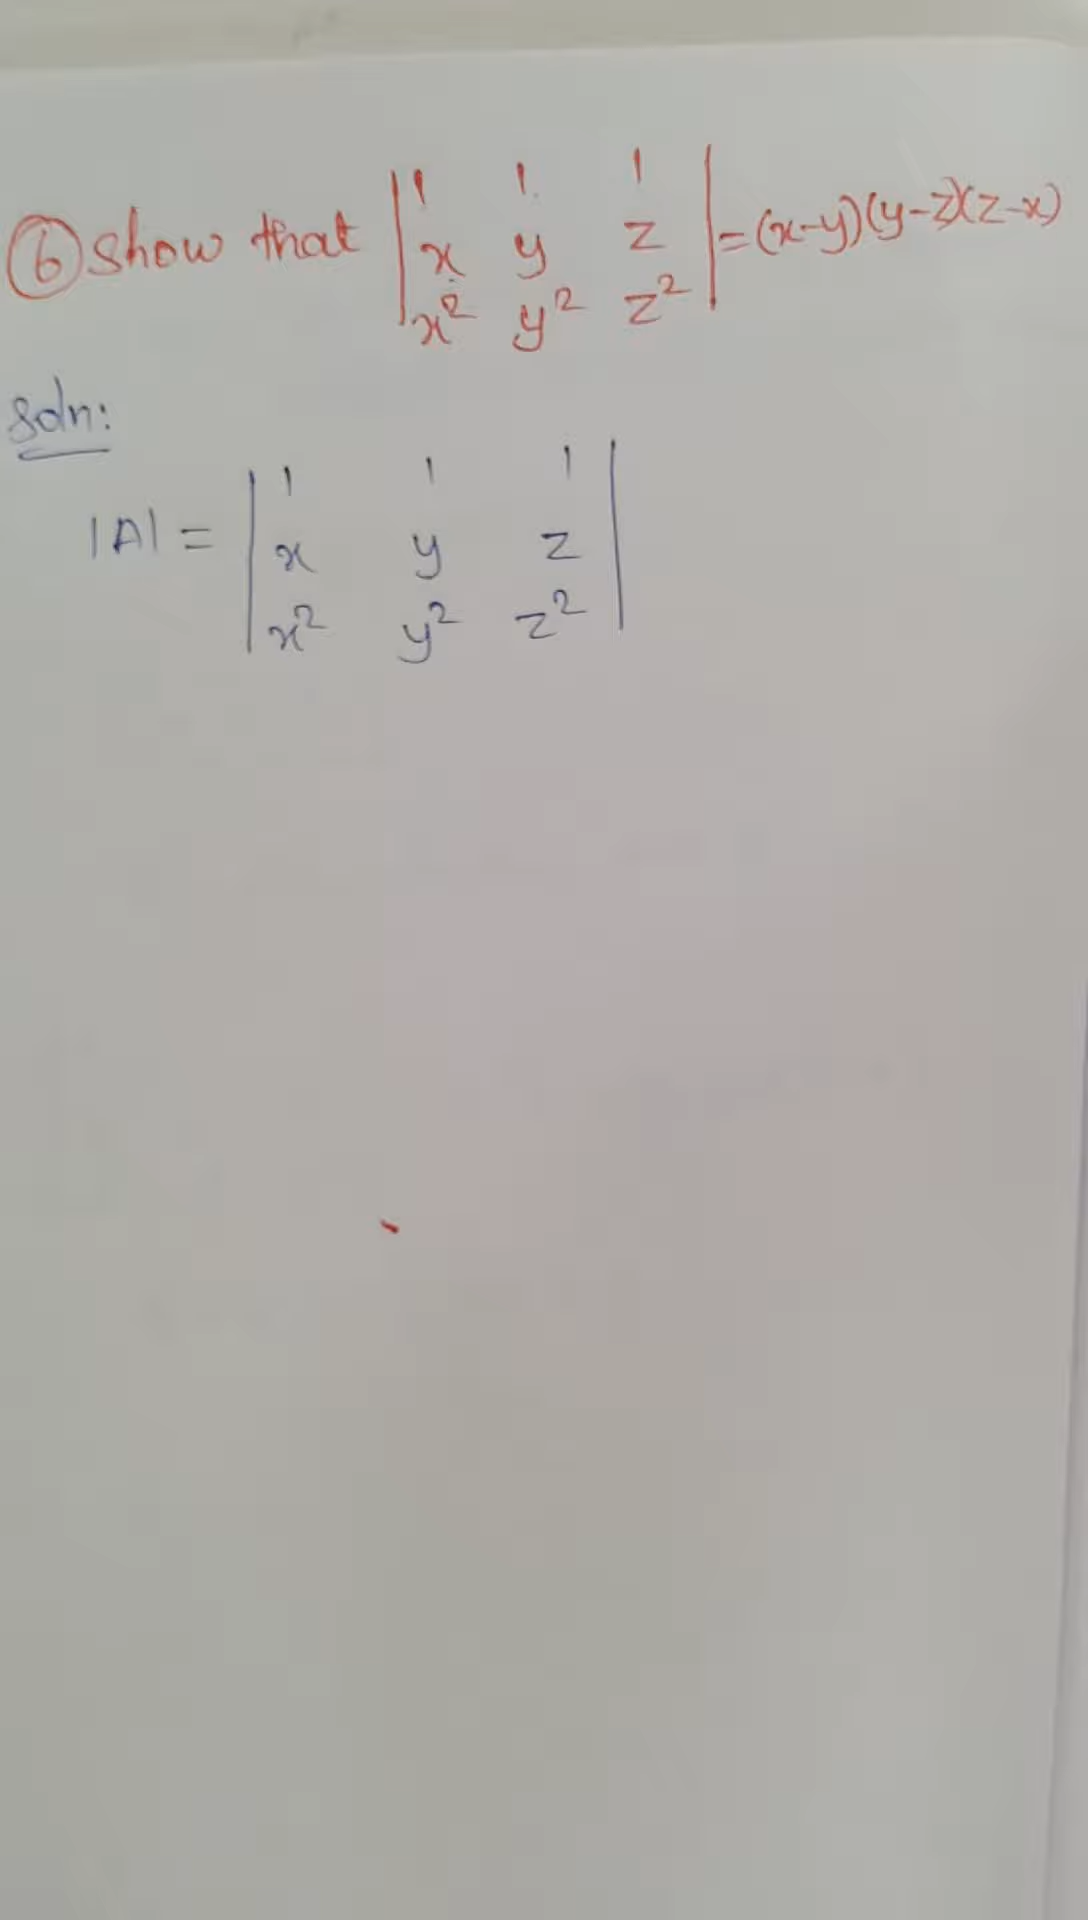 ⑥ Show that | 1 1 1 | = (x-y)(y-z)(z-x)
x y z
x² y² z²
Soln:
|A| = | 1 1 1 |
x y z
x² y² z²